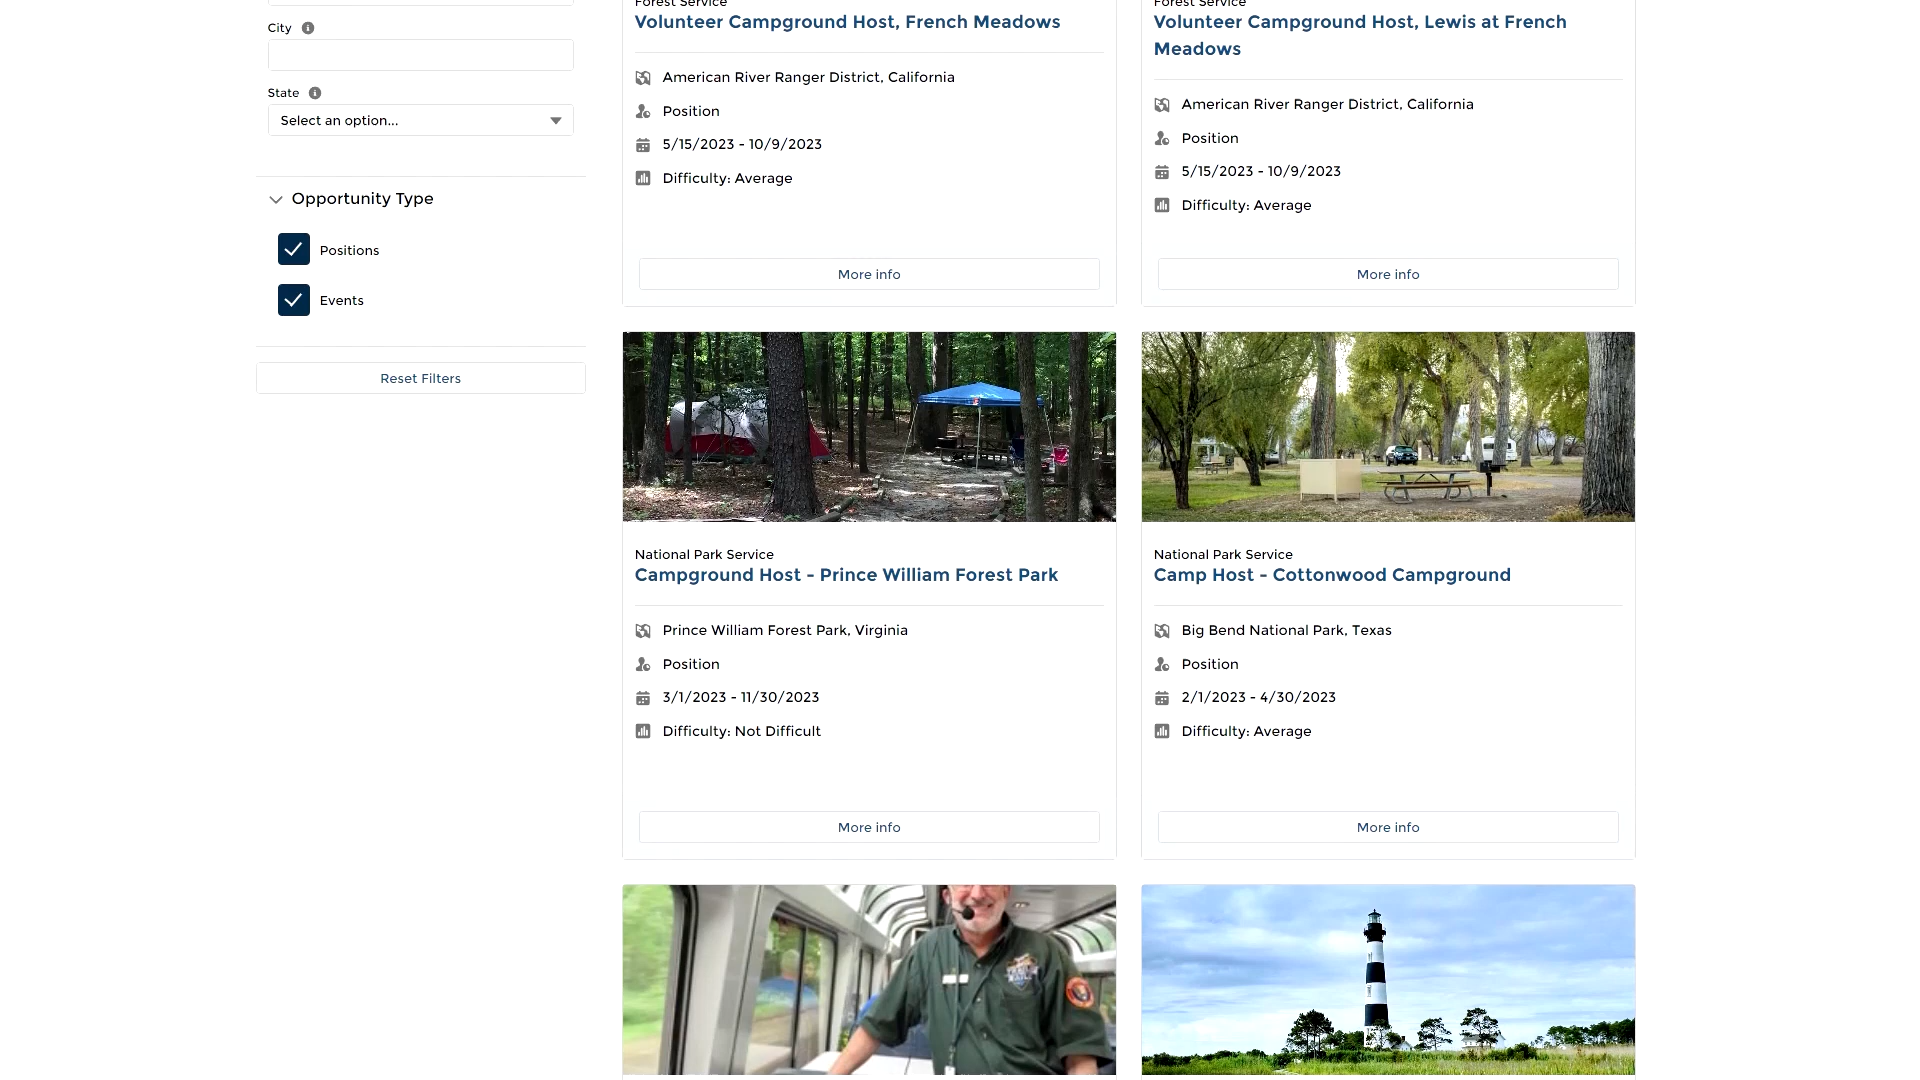 City
State
Select an option...
Opportunity Type
Positions
Events
Reset Filters
Forest Service
Volunteer Campground Host, French Meadows
American River Ranger District, California
Position
5/15/2023 - 10/9/2023
Difficulty: Average
More info
Forest Service
Volunteer Campground Host, Lewis at French
Meadows
American River Ranger District, California
Position
5/15/2023 - 10/9/2023
Difficulty: Average
More info
National Park Service
Campground Host - Prince William Forest Park
Prince William Forest Park, Virginia
Position
3/1/2023 - 11/30/2023
Difficulty: Not Difficult
More info
National Park Service
Camp Host - Cottonwood Campground
Big Bend National Park, Texas
Position
2/1/2023 - 4/30/2023
Difficulty: Average
More info